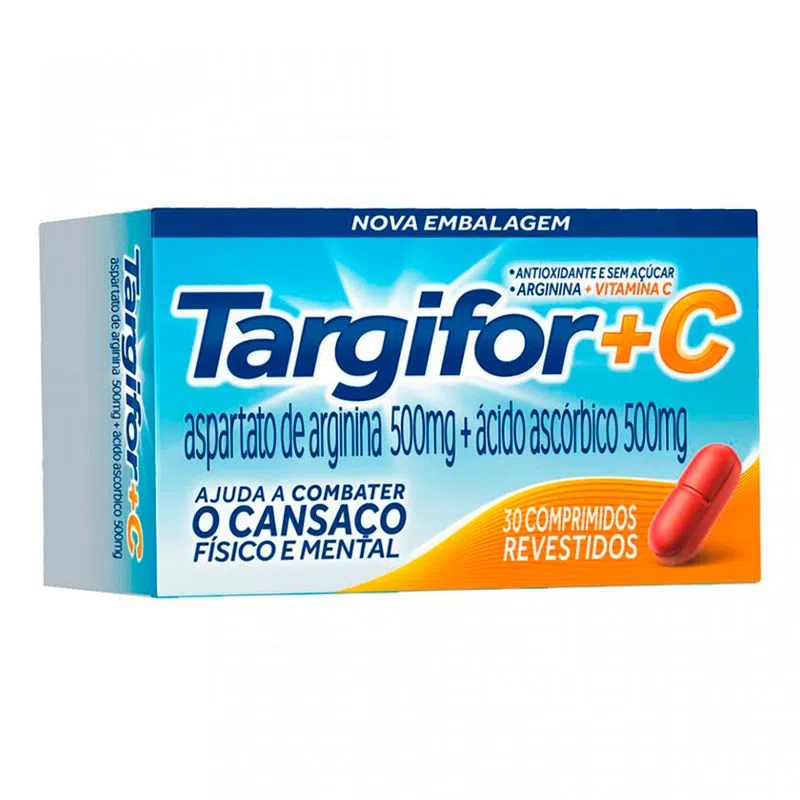 NOVA EMBALAGEM
• ANTIOXIDANTE E SEM AÇÚCAR
• ARGININA + VITAMINA C
Targifor+C
aspartato de arginina 500mg + ácido ascórbico 500mg
AJUDA A COMBATER
O CANSAÇO
FÍSICO E MENTAL
30 COMPRIMIDOS
REVESTIDOS
Targifor+C
aspartato de arginina 500mg + ácido ascórbico 500mg